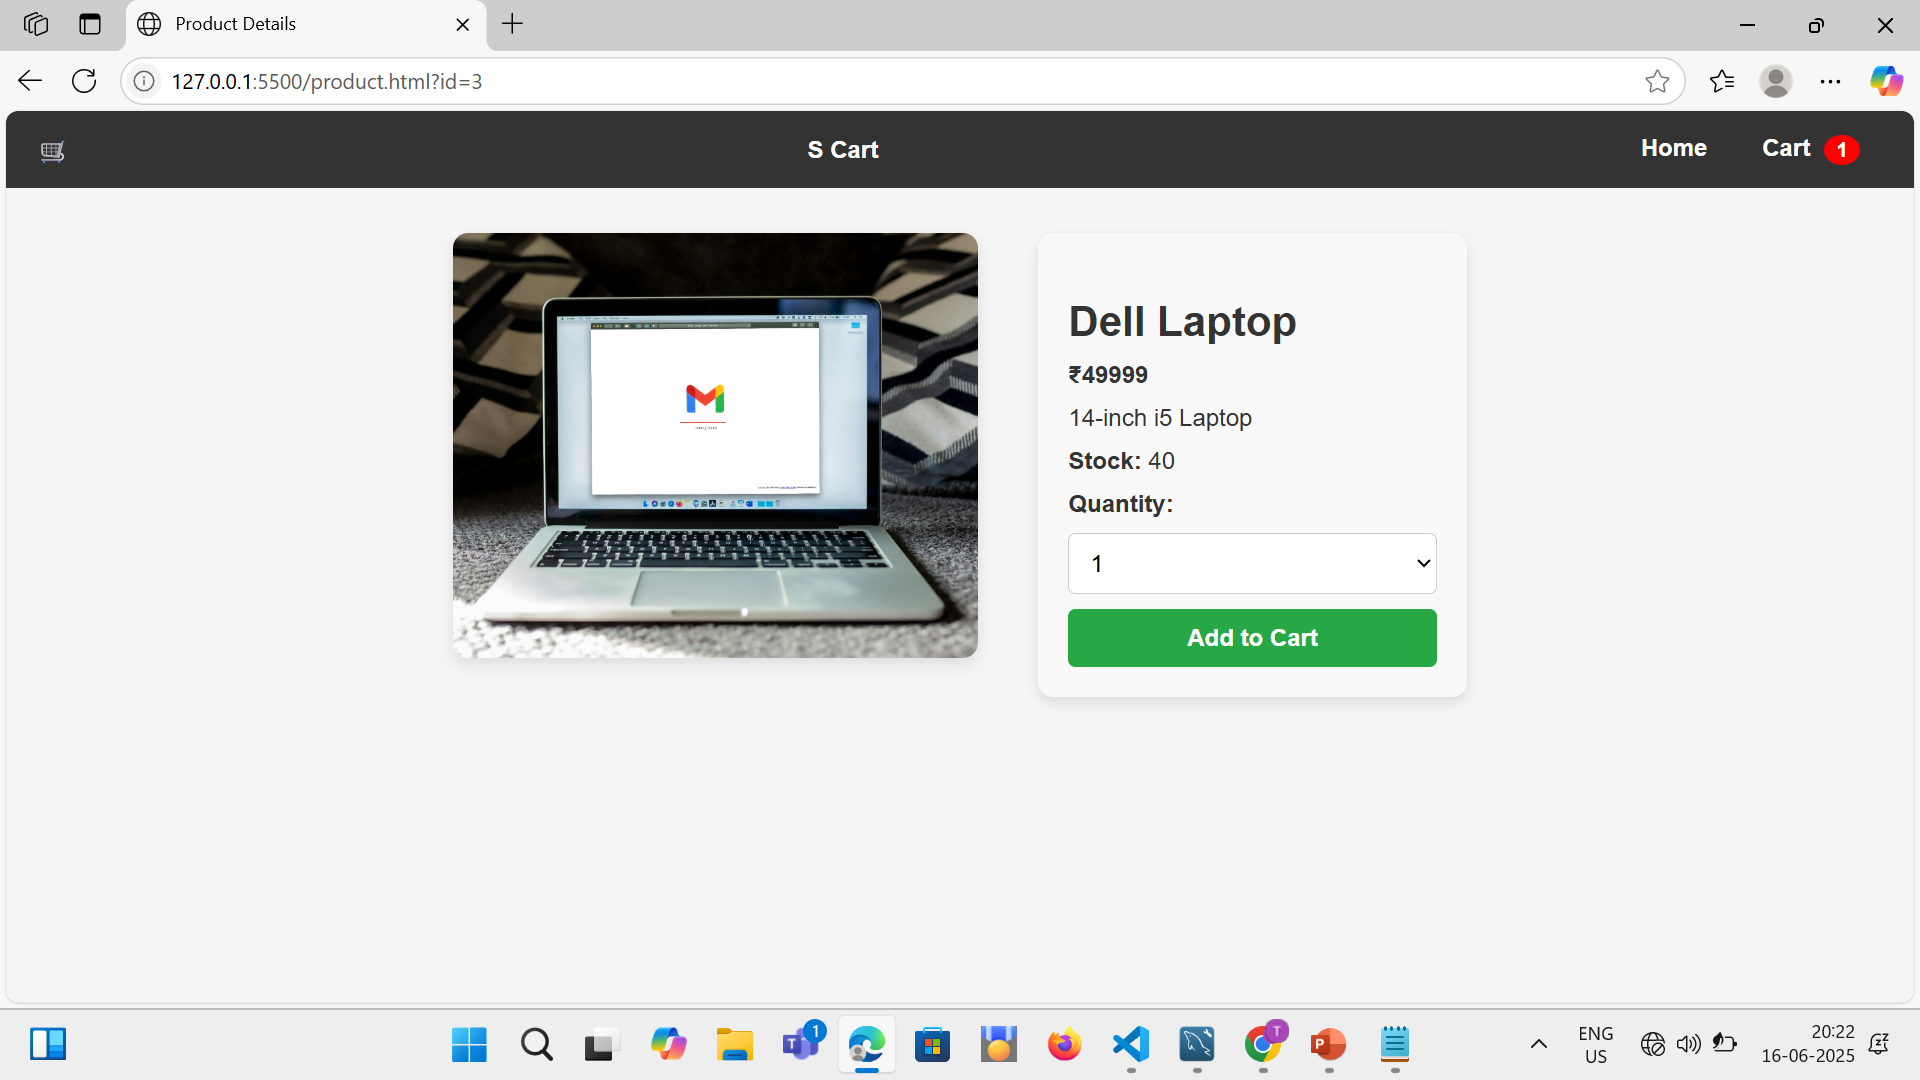 Product Details
127.0.0.1:5500/product.html?id=3
S Cart
Home
Cart 1
Dell Laptop
₹49999
14-inch i5 Laptop
Stock: 40
Quantity:
1
Add to Cart
1
T
T
P
ENG
US
20:22
16-06-2025